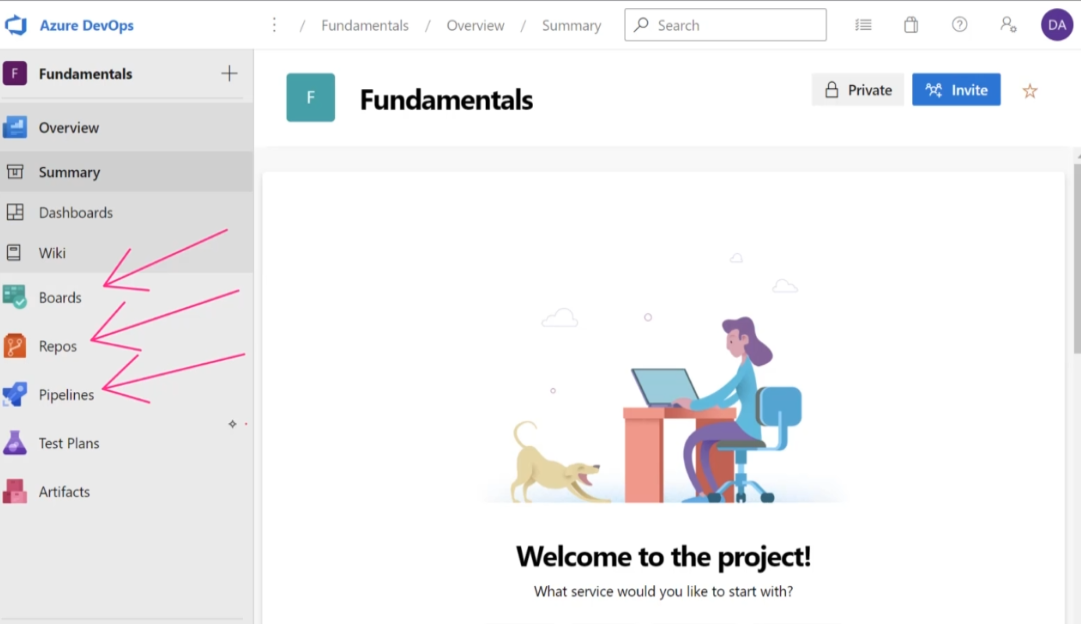 Azure DevOps
/ Fundamentals / Overview / Summary
Search
DA
F Fundamentals
Overview
Summary
Dashboards
Wiki
Boards
Repos
Pipelines
Test Plans
Artifacts
F Fundamentals
Private
Invite
Welcome to the project!
What service would you like to start with?